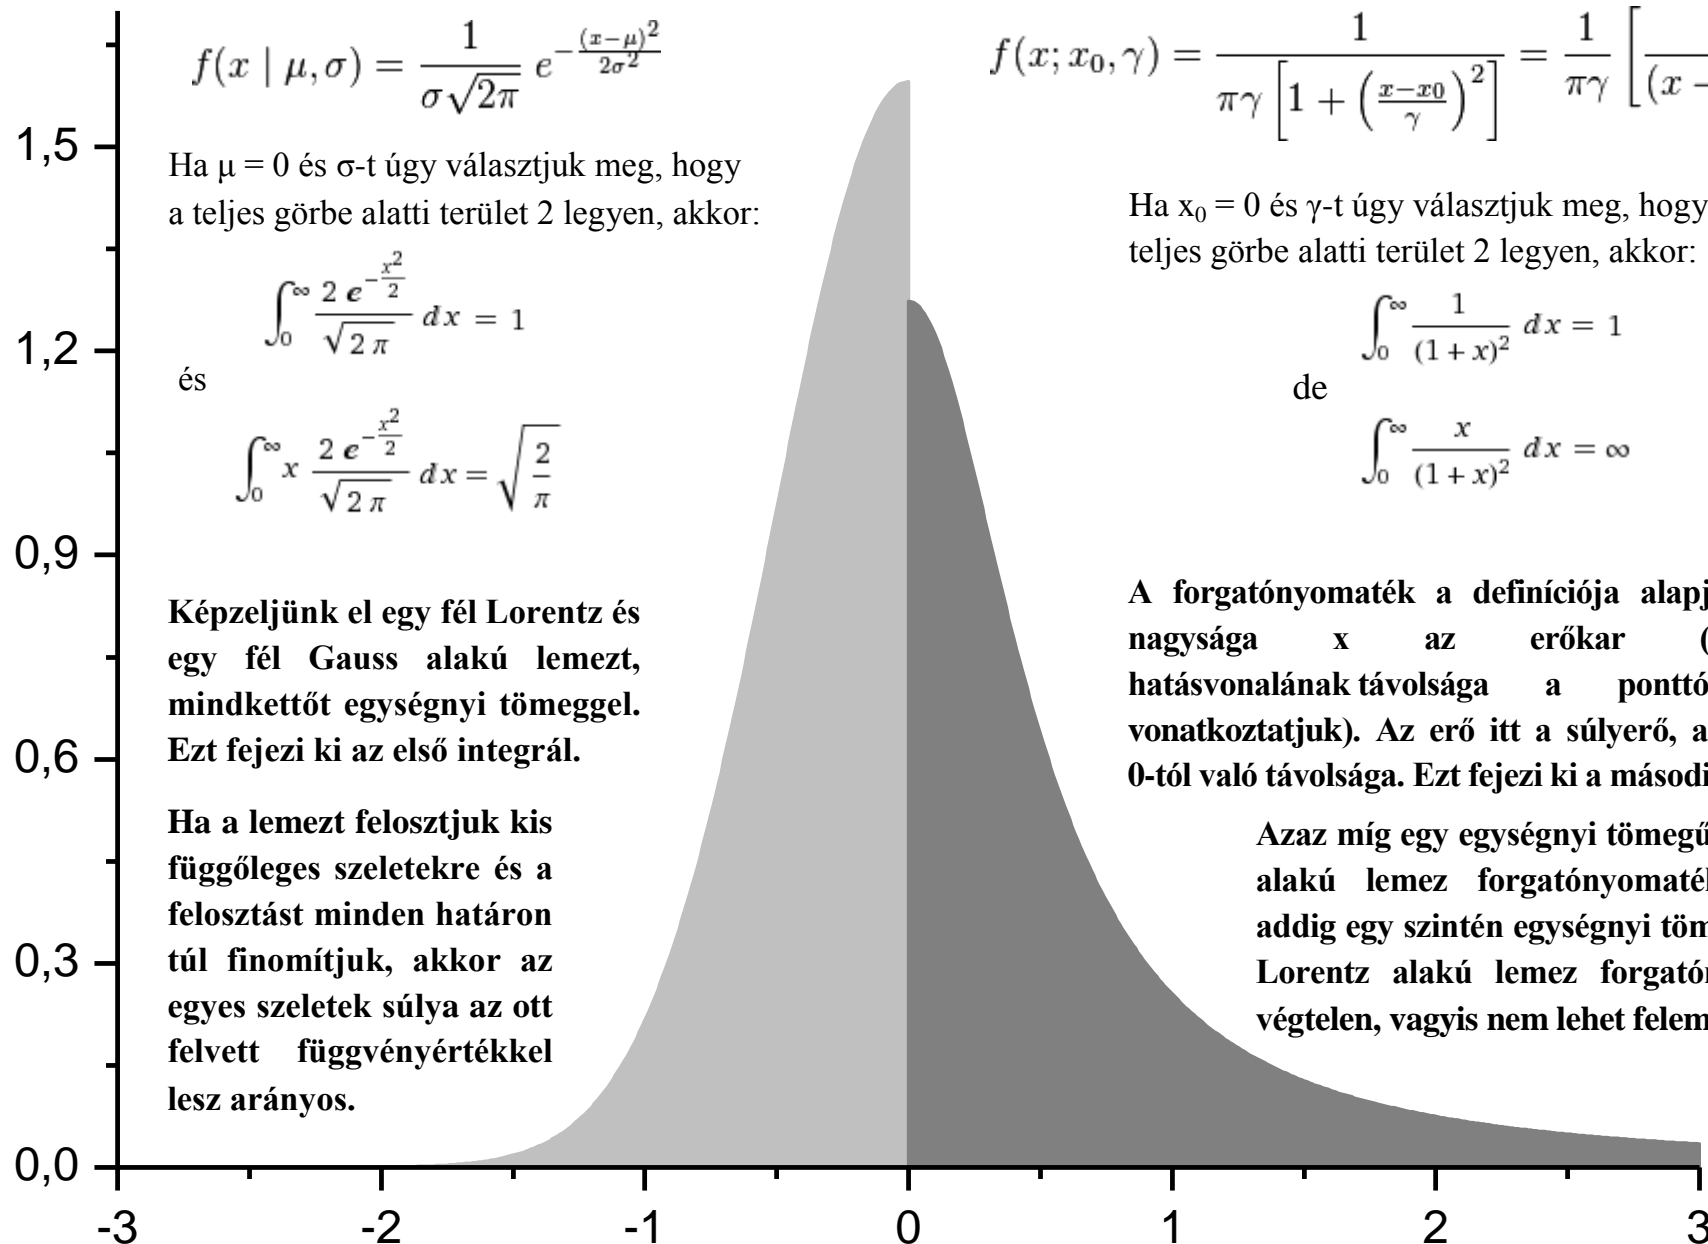 f(x | μ, σ) = 1/(σ√(2π)) e^(−(x−μ)²/(2σ²))
Ha μ = 0 és σ-t úgy választjuk meg, hogy
a teljes görbe alatti terület 2 legyen, akkor:
∫₀^∞ (2 e^(−x²/2))/√(2 π) dx = 1
és
∫₀^∞ x (2 e^(−x²/2))/√(2 π) dx = √(2/π)
Képzeljünk el egy fél Lorentz és
egy fél Gauss alakú lemezt,
mindkettőt egységnyi tömeggel.
Ezt fejezi ki az első integrál.
Ha a lemezt felosztjuk kis
függőleges szeletekre és a
felosztást minden határon
túl finomítjuk, akkor az
egyes szeletek súlya az ott
felvett függvényértékkel
lesz arányos.
f(x; x₀, γ) = 1/(πγ [1 + ((x−x₀)/γ)²]) = 1/(πγ) [ /(x −
Ha x₀ = 0 és γ-t úgy választjuk meg, hogy
teljes görbe alatti terület 2 legyen, akkor:
∫₀^∞ 1/(1 + x)² dx = 1
de
∫₀^∞ x/(1 + x)² dx = ∞
A forgatónyomaték a definíciója alapj
nagysága x az erőkar (
hatásvonalának távolsága a ponttó
vonatkoztatjuk). Az erő itt a súlyerő, a
0-tól való távolsága. Ezt fejezi ki a másodi
Azaz míg egy egységnyi tömegű
alakú lemez forgatónyomaték
addig egy szintén egységnyi töm
Lorentz alakú lemez forgatón
végtelen, vagyis nem lehet felem
1,5
1,2
0,9
0,6
0,3
0,0
-3 -2 -1 0 1 2 3